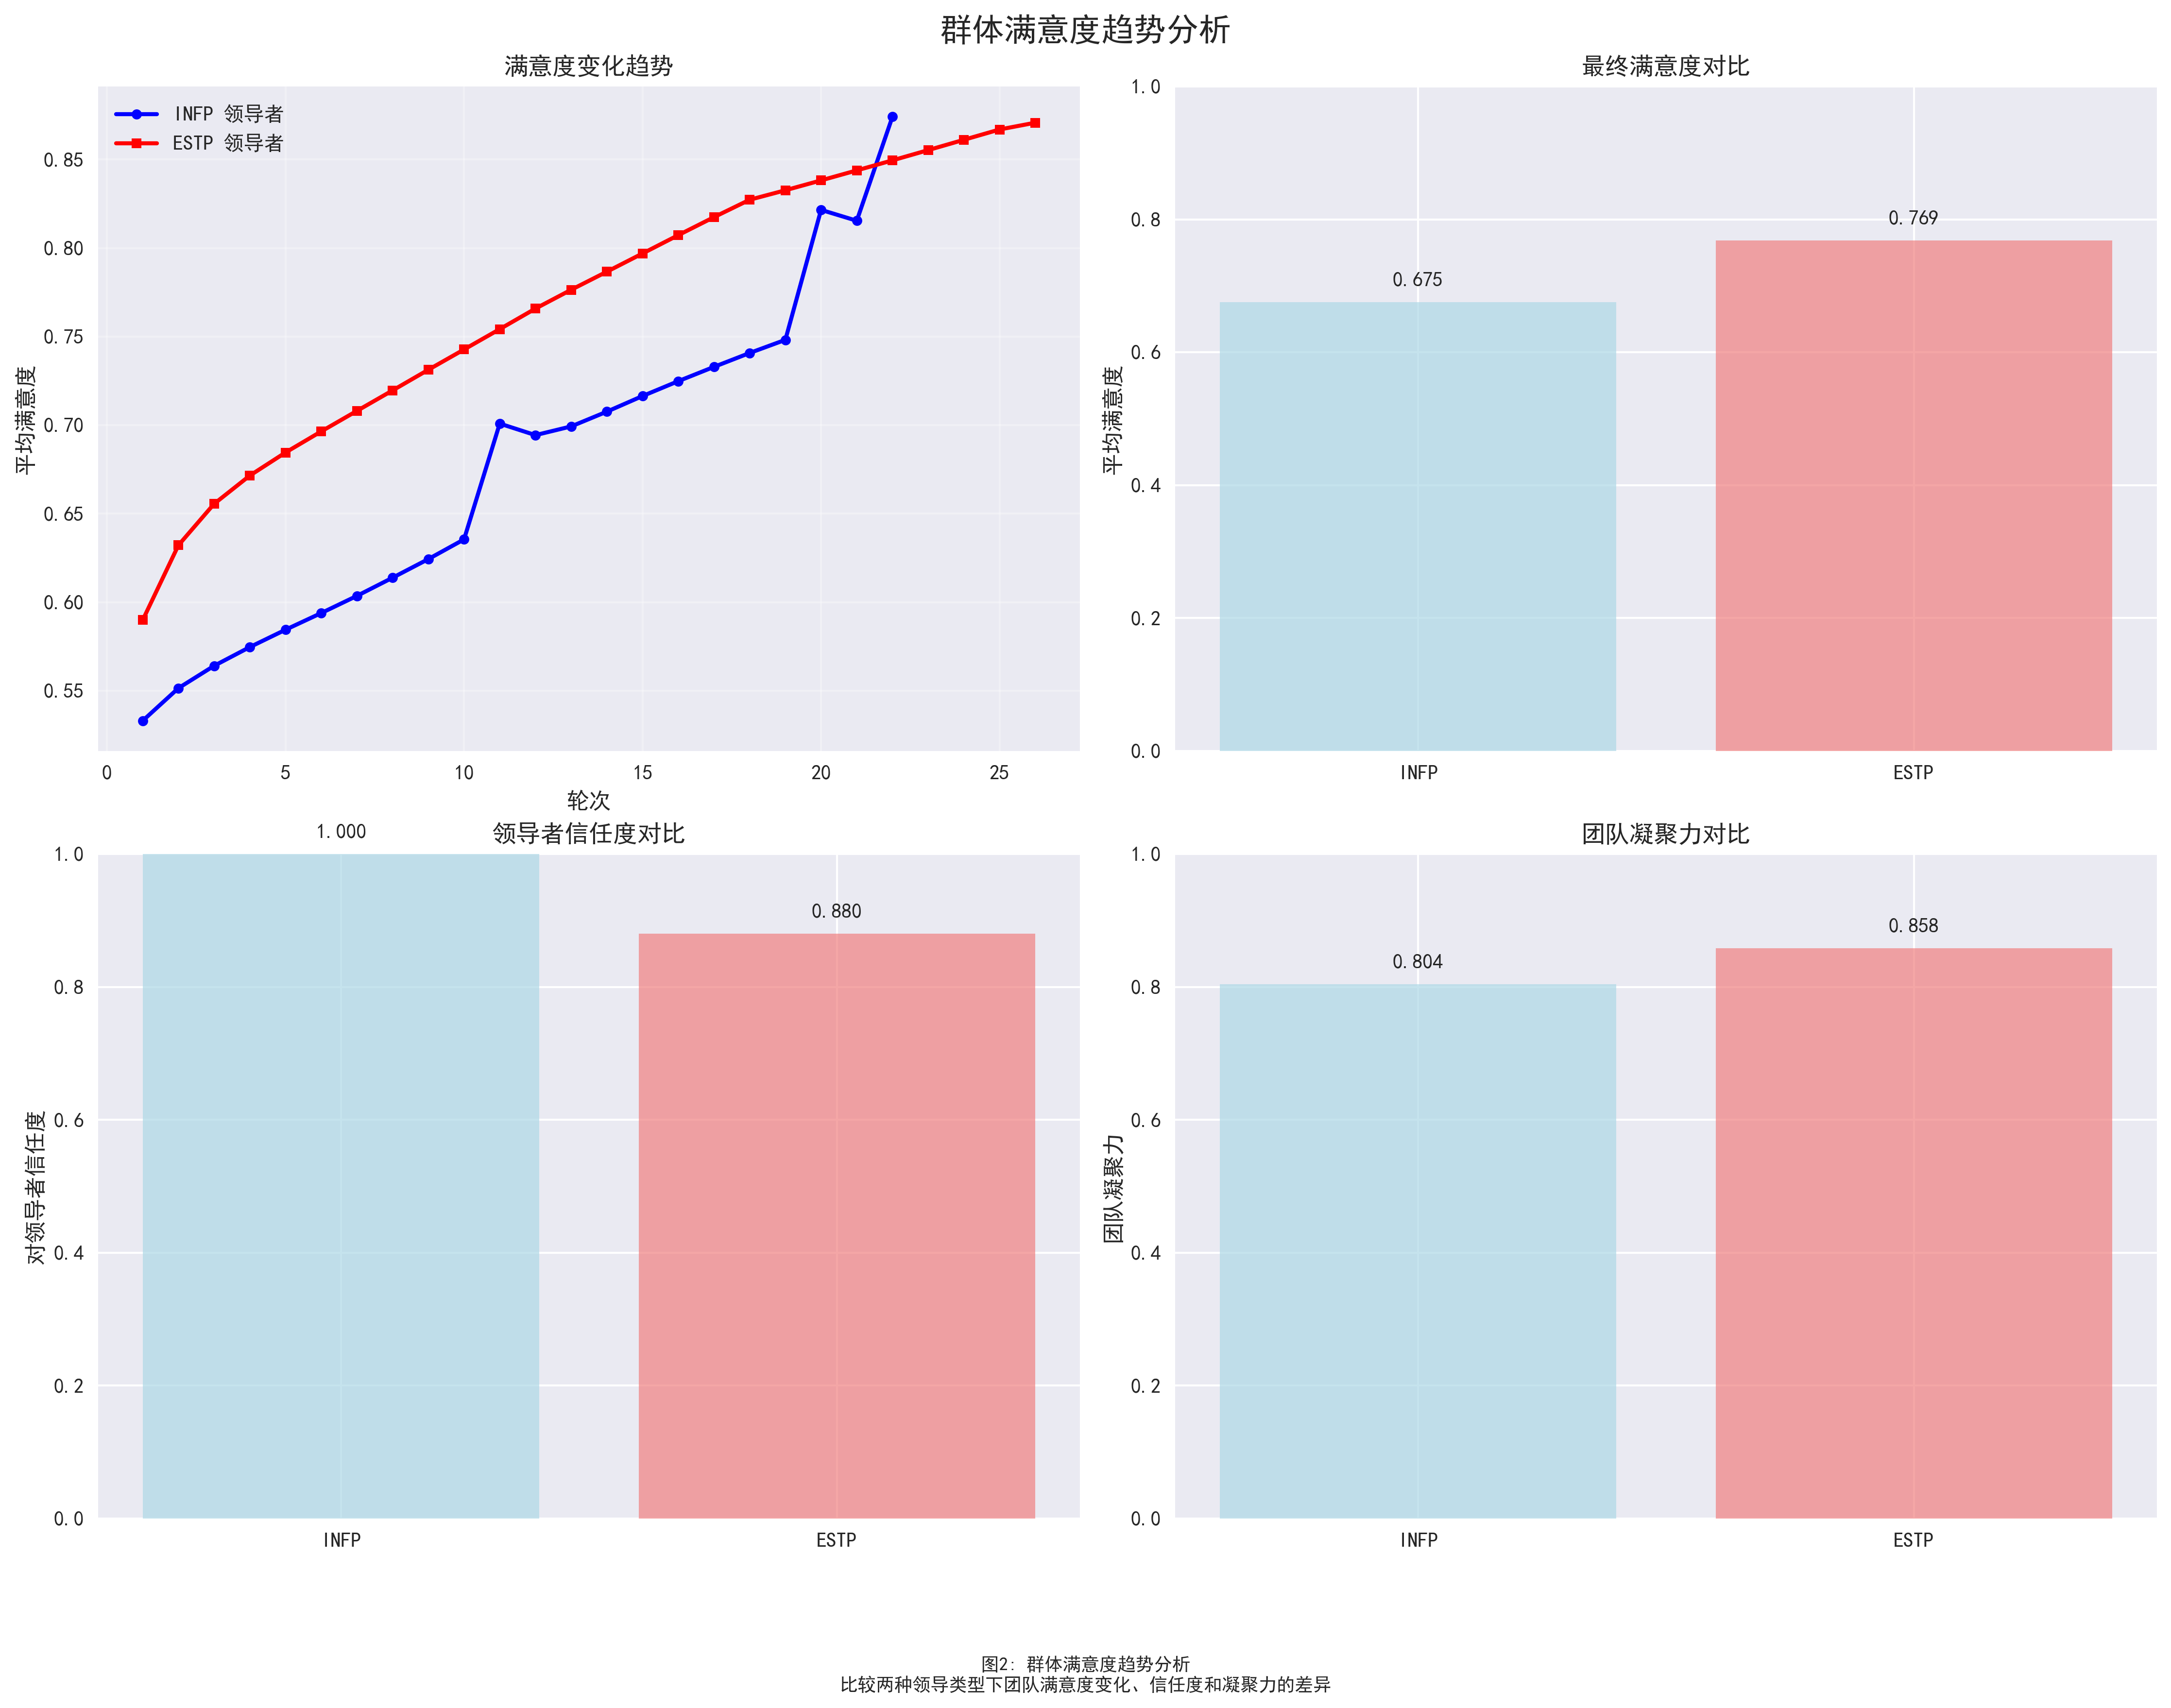 群体满意度趋势分析
满意度变化趋势
INFP 领导者
ESTP 领导者
0.85
0.80
0.75
0.70
0.65
0.60
0.55
平均满意度
0 5 10 15 20 25
轮次
最终满意度对比
1.0
0.8
0.6
0.4
0.2
0.0
平均满意度
0.675
0.769
INFP ESTP
领导者信任度对比
1.000
0.880
1.0
0.8
0.6
0.4
0.2
0.0
对领导者信任度
INFP ESTP
团队凝聚力对比
1.0
0.8
0.6
0.4
0.2
0.0
团队凝聚力
0.804
0.858
INFP ESTP
图2: 群体满意度趋势分析
比较两种领导类型下团队满意度变化、信任度和凝聚力的差异